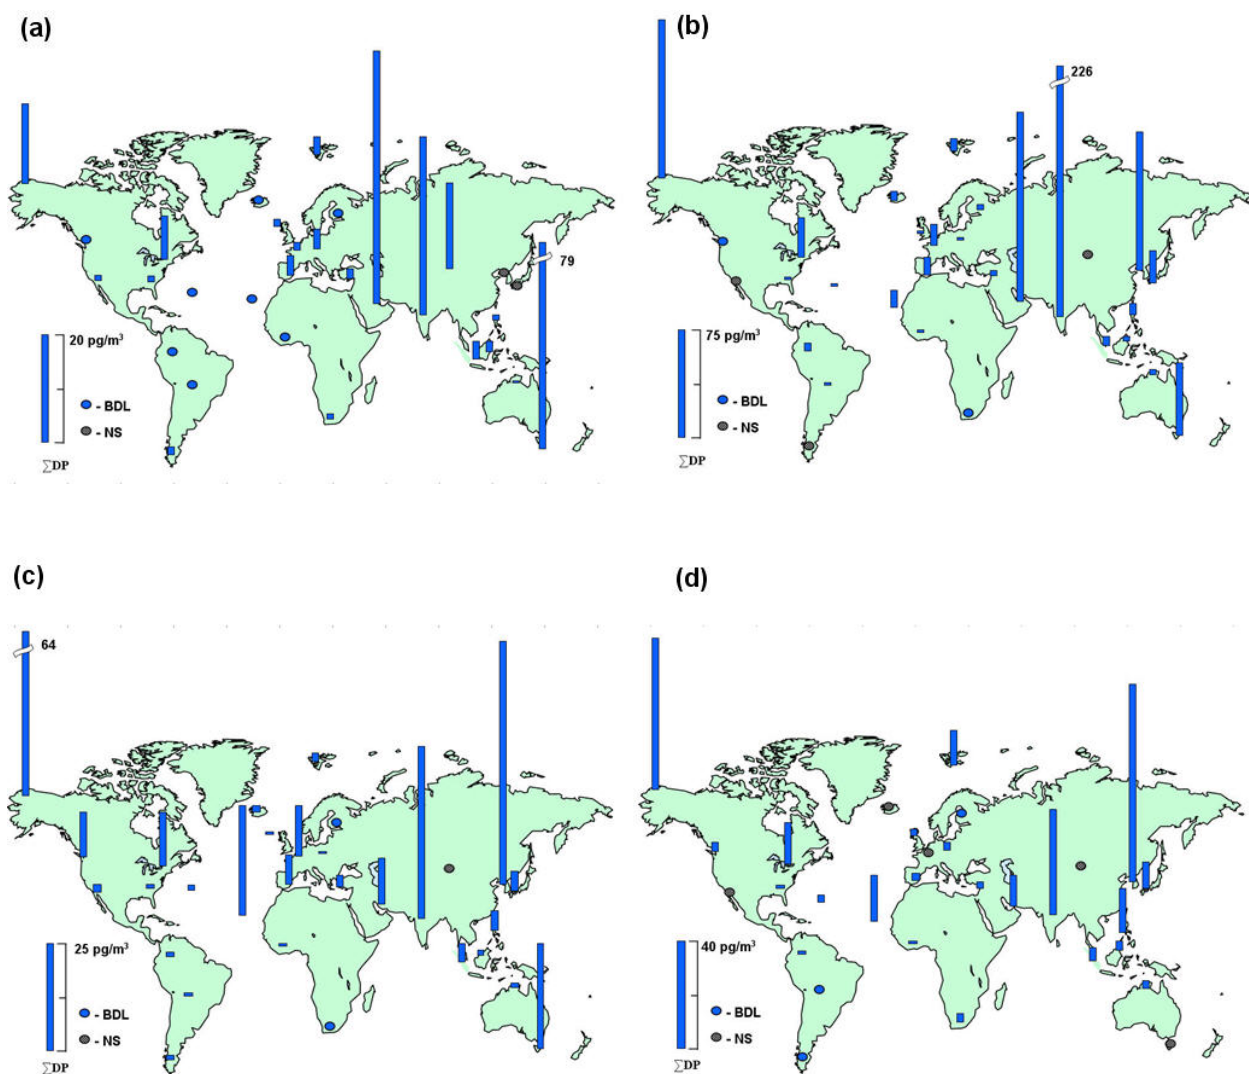 (a)
79
20 pg/m³
- BDL
- NS
∑DP
(b)
226
75 pg/m³
- BDL
- NS
∑DP
(c)
64
25 pg/m³
- BDL
- NS
∑DP
(d)
40 pg/m³
- BDL
- NS
∑DP